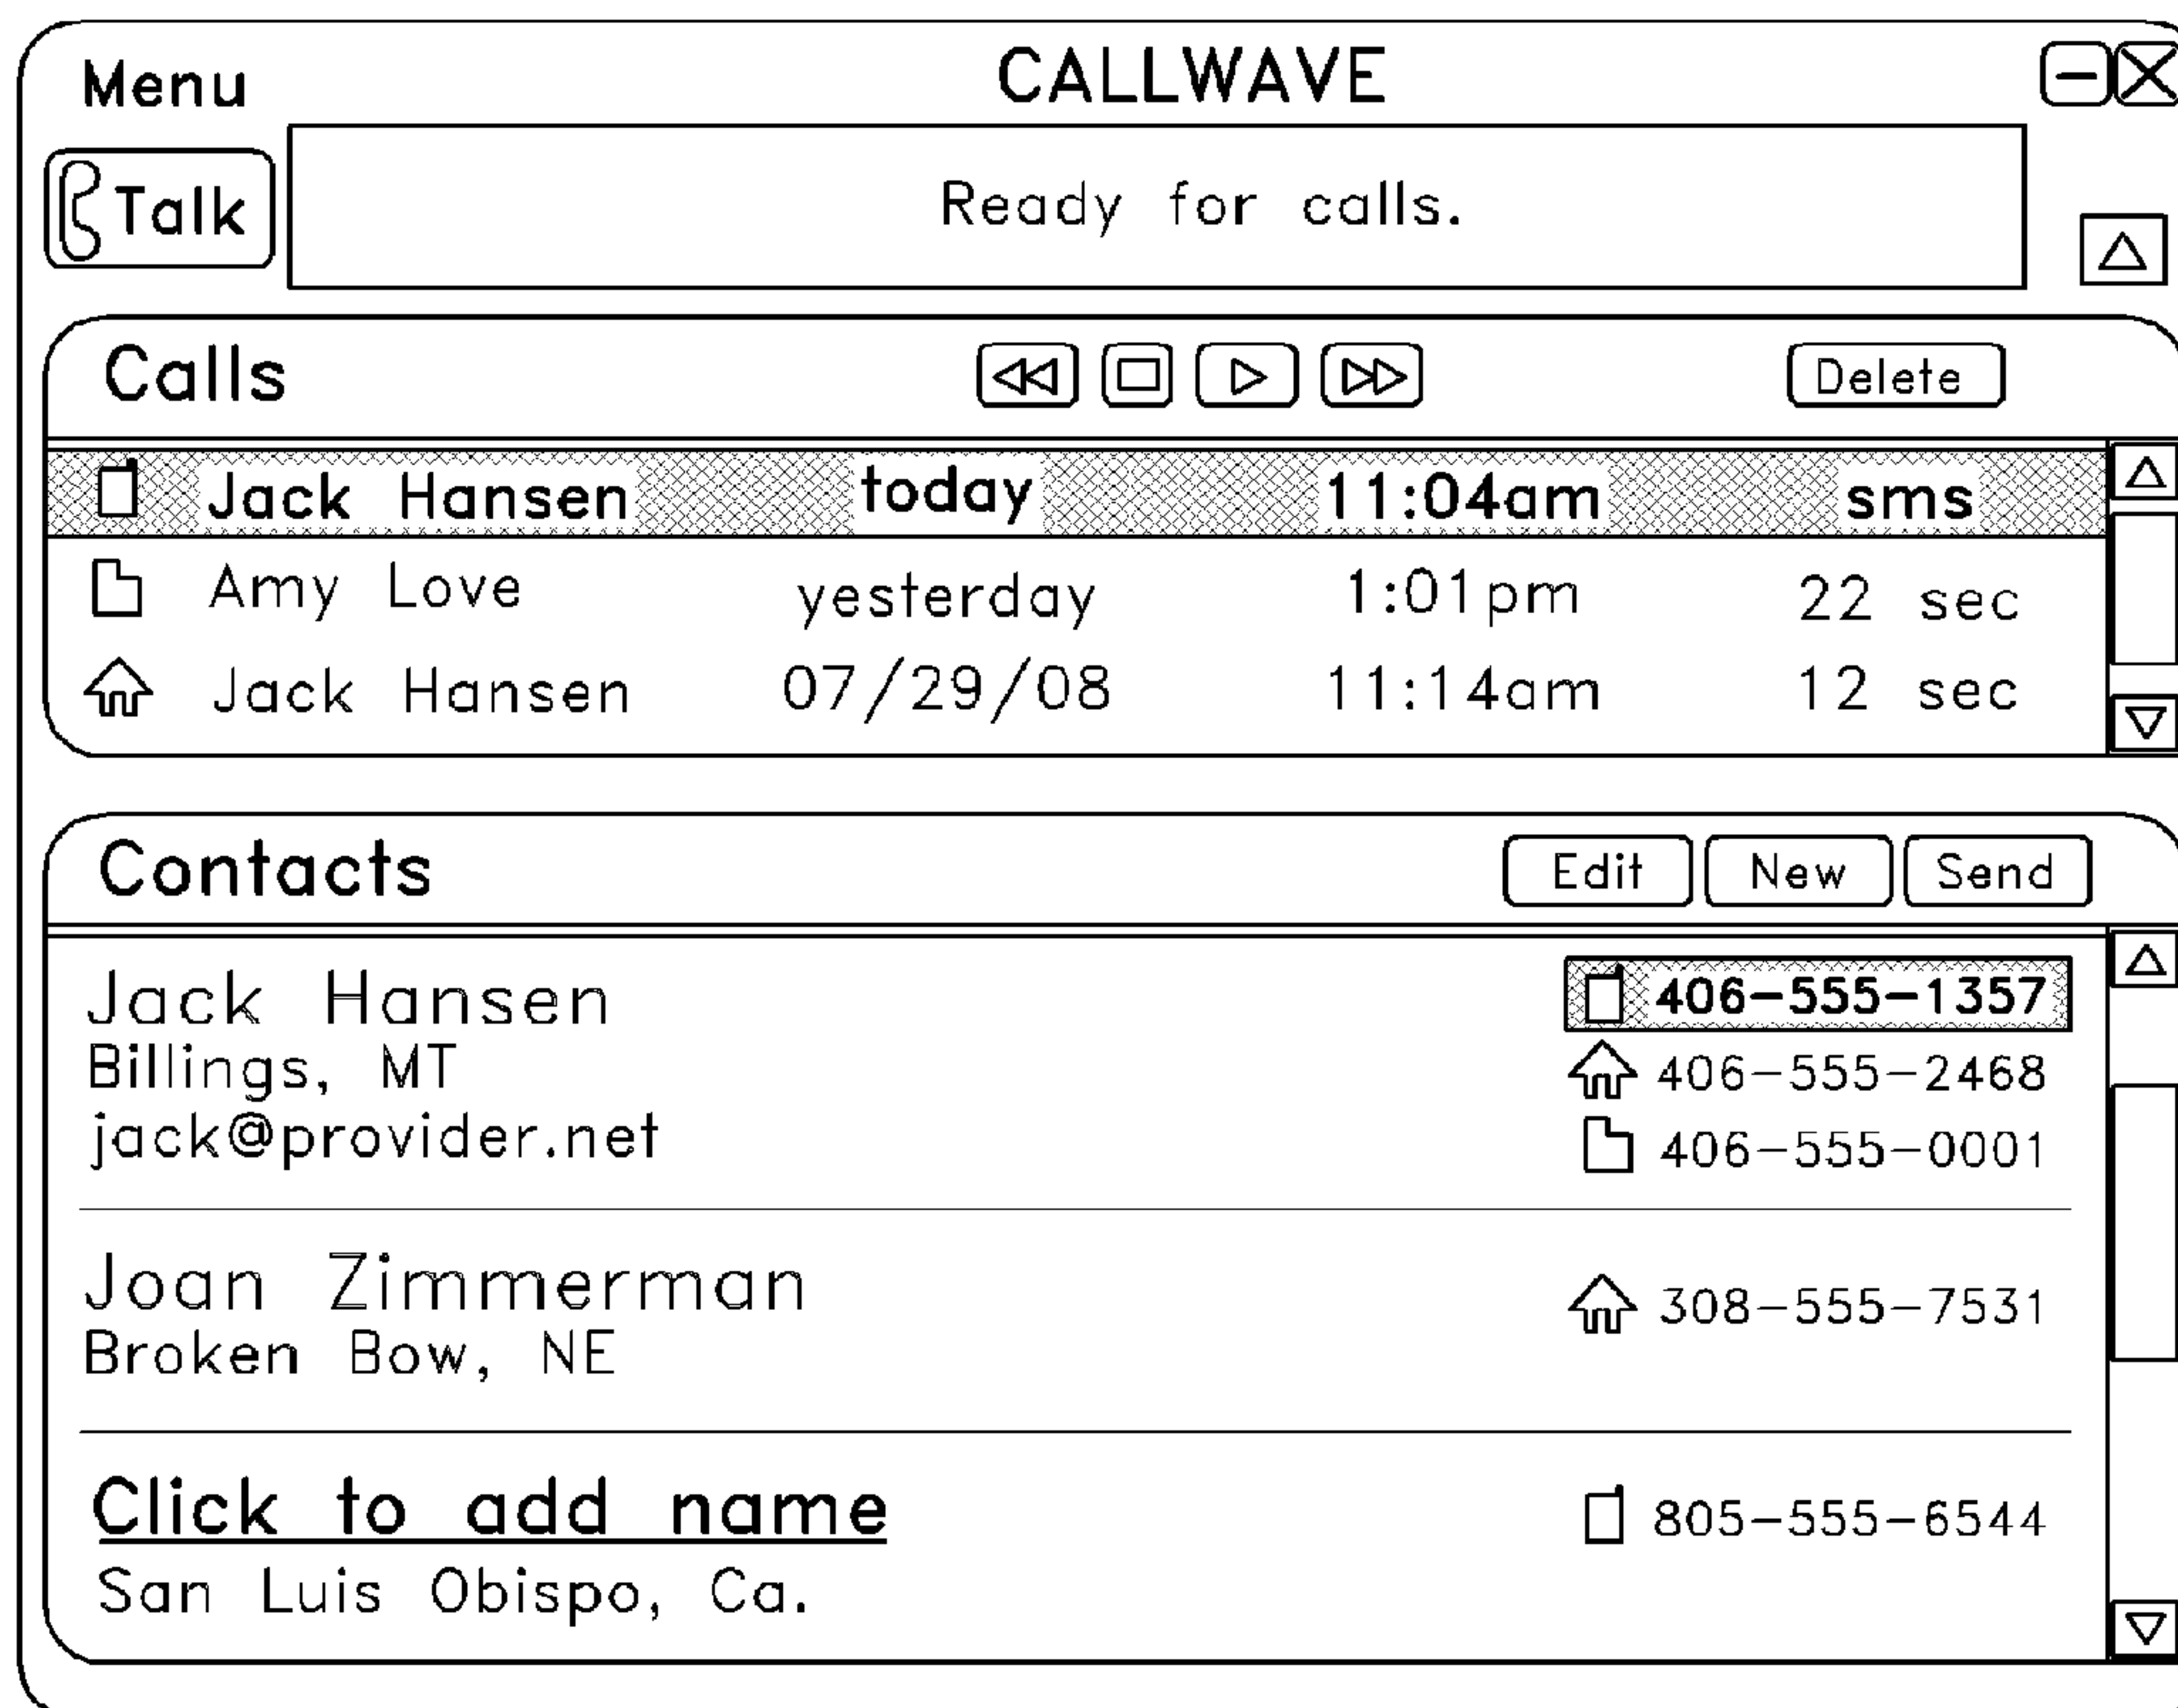 Menu CALLWAVE
Talk Ready for calls.
Calls Delete
Jack Hansen today 11:04am sms
Amy Love yesterday 1:01pm 22 sec
Jack Hansen 07/29/08 11:14am 12 sec
Contacts Edit New Send
Jack Hansen 406-555-1357
Billings, MT 406-555-2468
jack@provider.net 406-555-0001
Joan Zimmerman 308-555-7531
Broken Bow, NE
Click to add name 805-555-6544
San Luis Obispo, Ca.